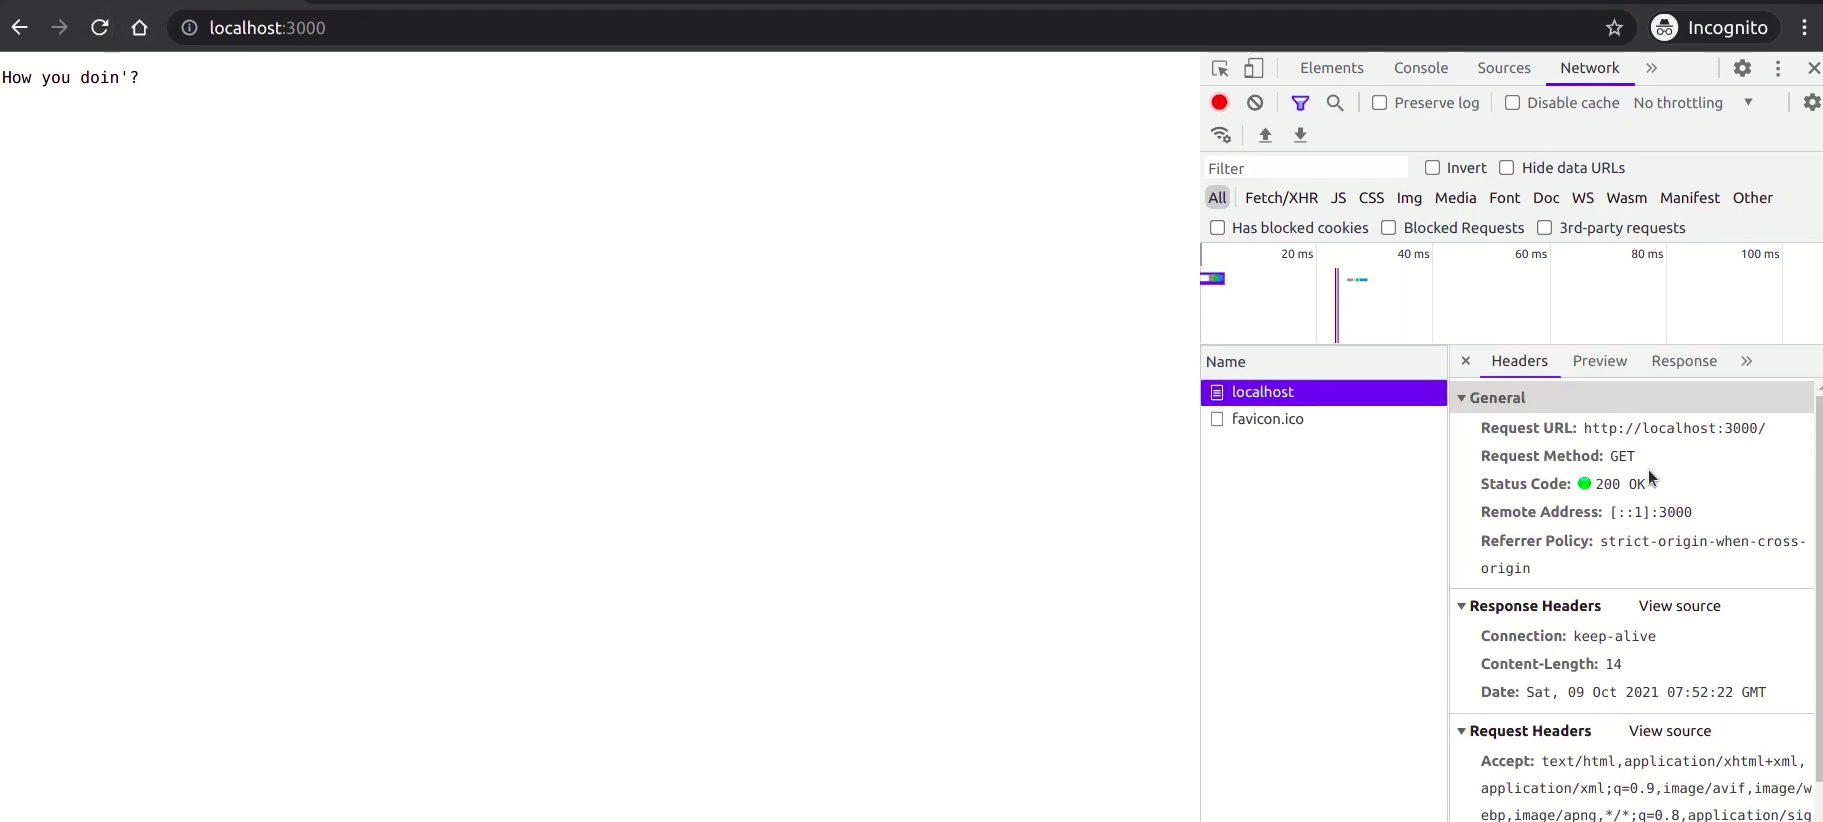 localhost:3000
Incognito
How you doin'?
Elements Console Sources Network »
Preserve log Disable cache No throttling
Filter Invert Hide data URLs
All Fetch/XHR JS CSS Img Media Font Doc WS Wasm Manifest Other
Has blocked cookies Blocked Requests 3rd-party requests
20 ms 40 ms 60 ms 80 ms 100 ms
Name
localhost
favicon.ico
× Headers Preview Response »
General
Request URL: http://localhost:3000/
Request Method: GET
Status Code: 200 OK
Remote Address: [::1]:3000
Referrer Policy: strict-origin-when-cross-
origin
Response Headers View source
Connection: keep-alive
Content-Length: 14
Date: Sat, 09 Oct 2021 07:52:22 GMT
Request Headers View source
Accept: text/html,application/xhtml+xml,
application/xml;q=0.9,image/avif,image/w
ebp,image/apng,*/*;q=0.8,application/sig